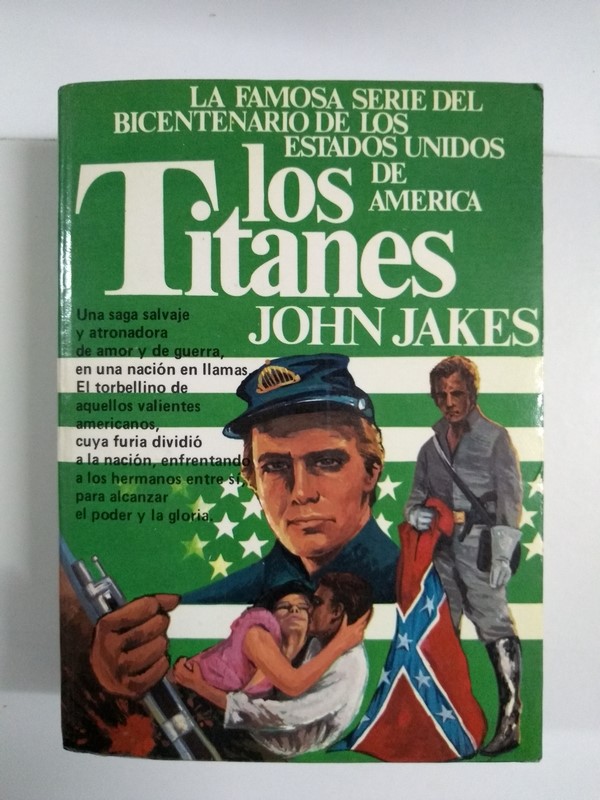 LA FAMOSA SERIE DEL
BICENTENARIO DE LOS
ESTADOS UNIDOS
DE
AMERICA
los
Titanes
JOHN JAKES
Una saga salvaje
y atronadora
de amor y de guerra,
en una nación en llamas.
El torbellino de
aquellos valientes
americanos,
cuya furia dividió
a la nación, enfrentando
a los hermanos entre sí,
para alcanzar
el poder y la gloria.